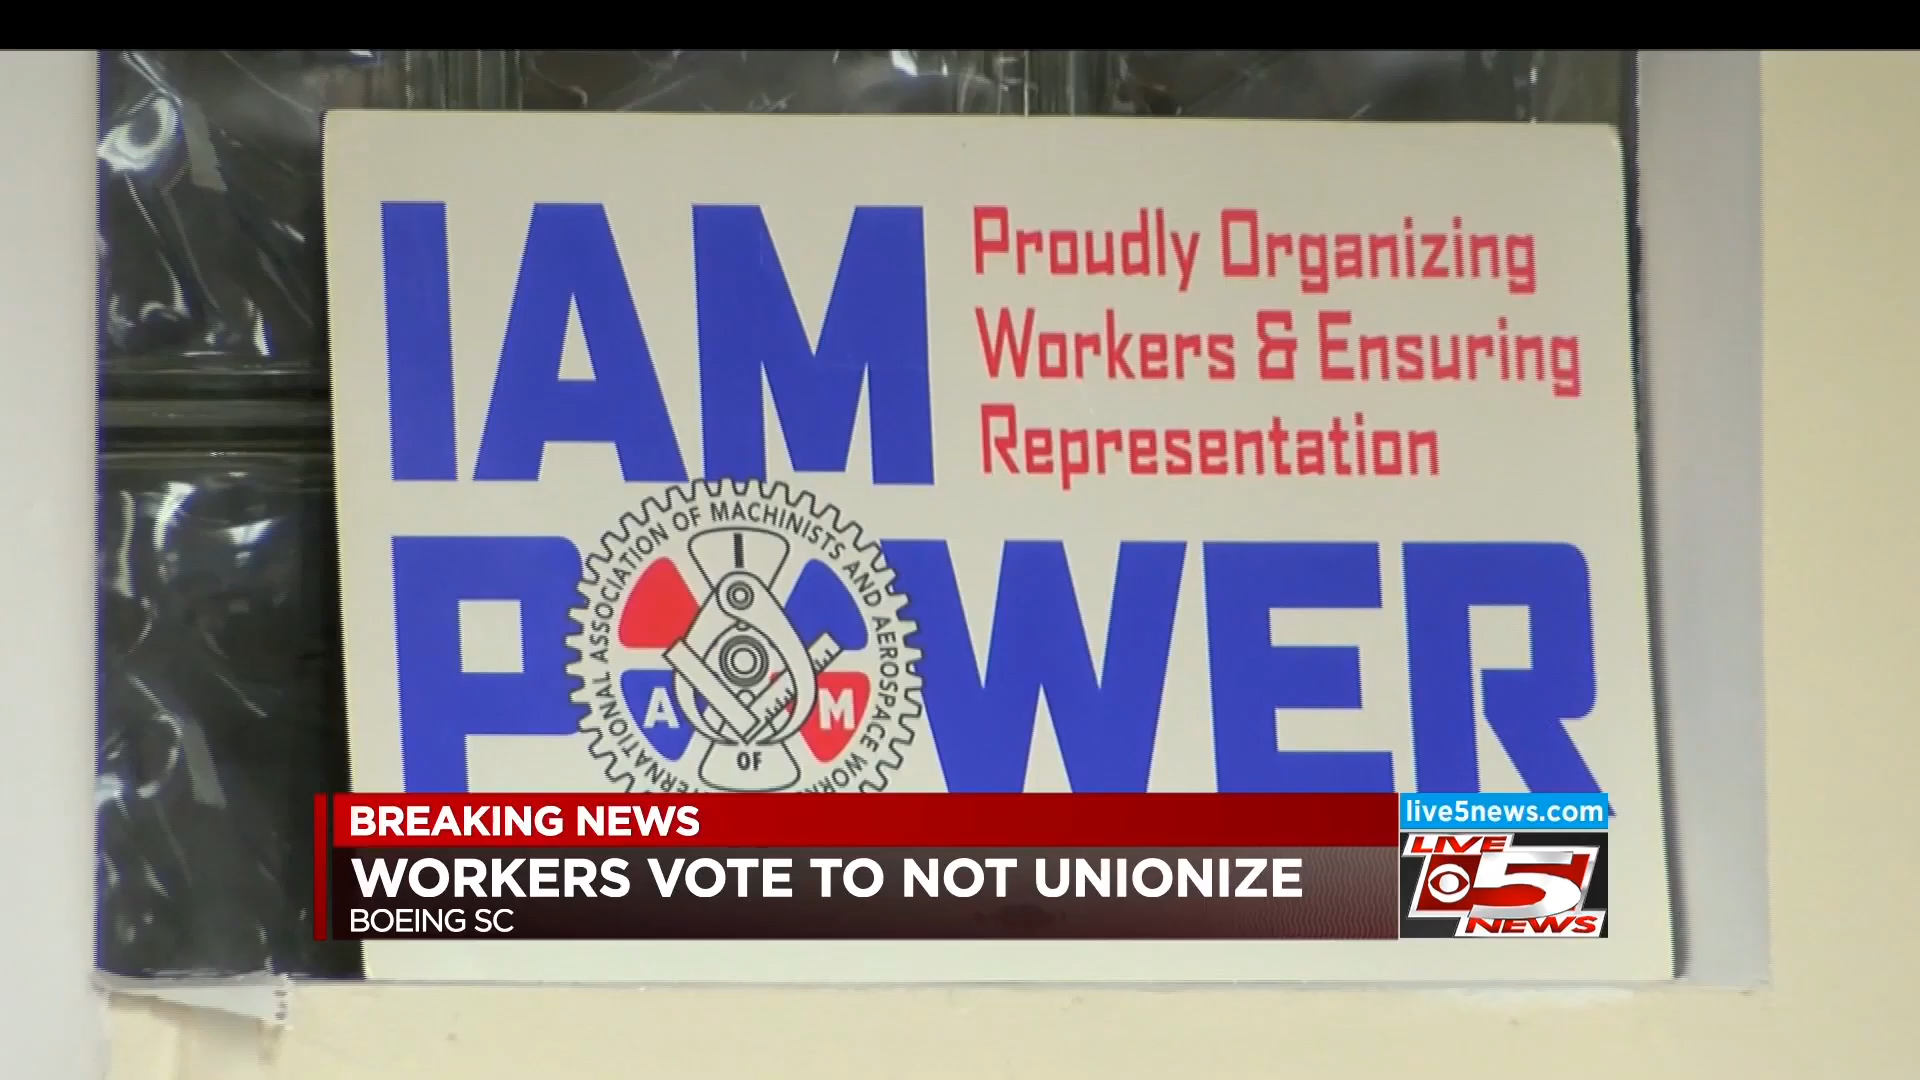 IAM
Proudly Organizing
Workers & Ensuring
Representation
POWER
INTERNATIONAL ASSOCIATION OF MACHINISTS AND AEROSPACE
I
A M
OF
BREAKING NEWS
WORKERS VOTE TO NOT UNIONIZE
BOEING SC
live5news.com
LIVE
5
NEWS